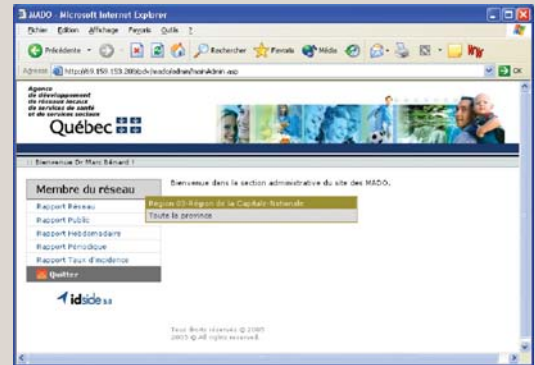 MADO - Microsoft Internet Explorer
Fichier Edition Affichage Favoris Outils ?
Précédente Rechercher Favoris Média
Adresse OK
Agence
de développement
de réseaux locaux
de services de santé
et de services sociaux
Québec
:: Bienvenue Dr Marc Bénard !
Membre du réseau
Bienvenue dans la section administrative du site des MADO.
Rapport Réseau
Région 03-Région de la Capitale-Nationale
Rapport Public
Toute la province
Rapport Hebdomadaire
Rapport Périodique
Rapport Taux d'incidence
Quitter
idside
Tous droits réservés © 2005
2005 © All rights reserved.